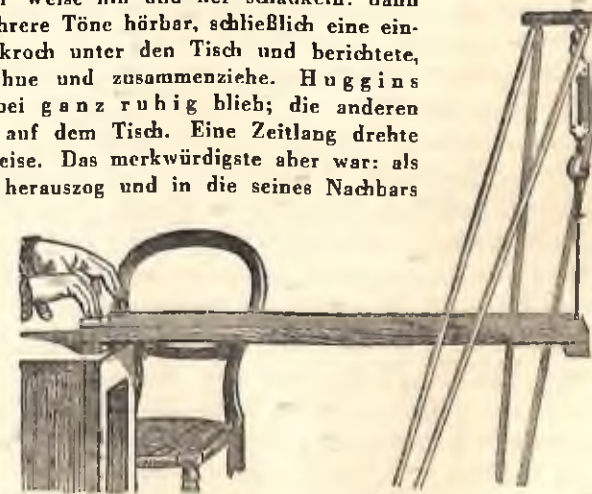 Weise hin und her schaukeln. dann
hrere Töne hörbar, schließlich eine ein-
kroch unter den Tisch und berichtete,
hne und zusammenziehe. Huggins
bei ganz ruhig blieb; die anderen
auf dem Tisch. Eine Zeitlang drehte
eise. Das merkwürdigste aber war: als
herauszog und in die seines Nachbars